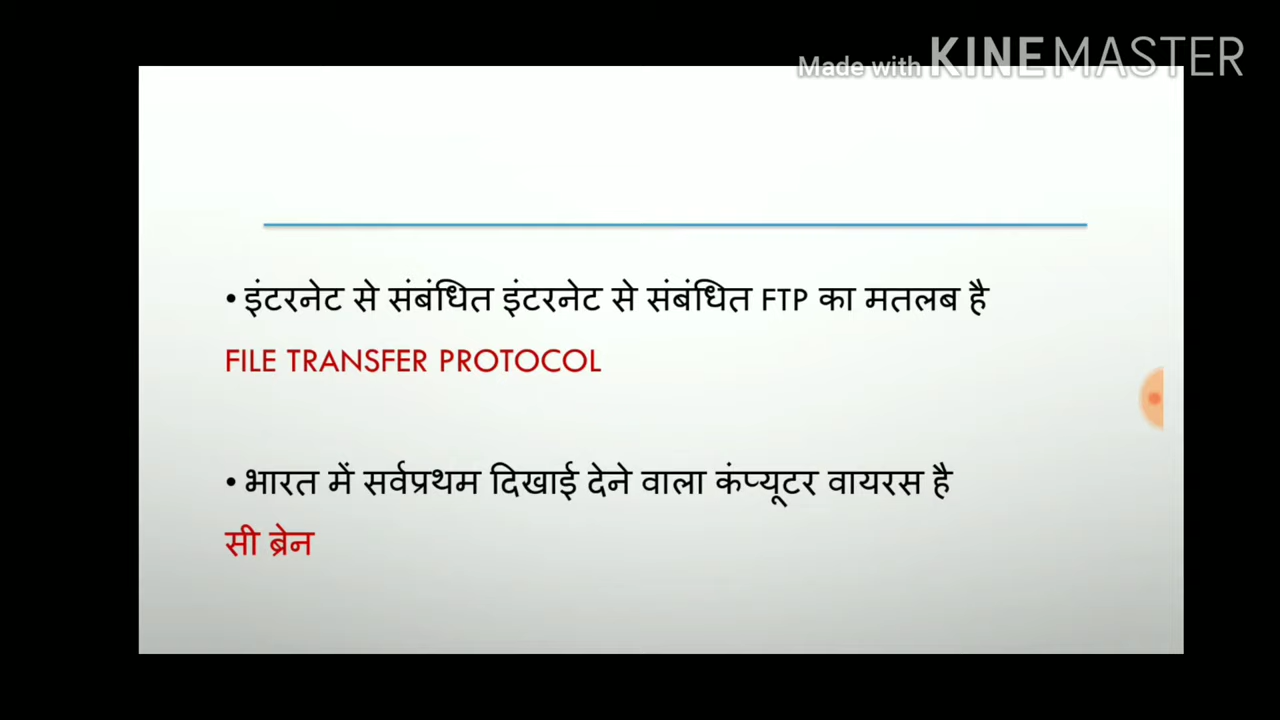 Made with KINEMASTER
• इंटरनेट से संबंधित इंटरनेट से संबंधित FTP का मतलब है
FILE TRANSFER PROTOCOL
• भारत में सर्वप्रथम दिखाई देने वाला कंप्यूटर वायरस है
सी ब्रेन